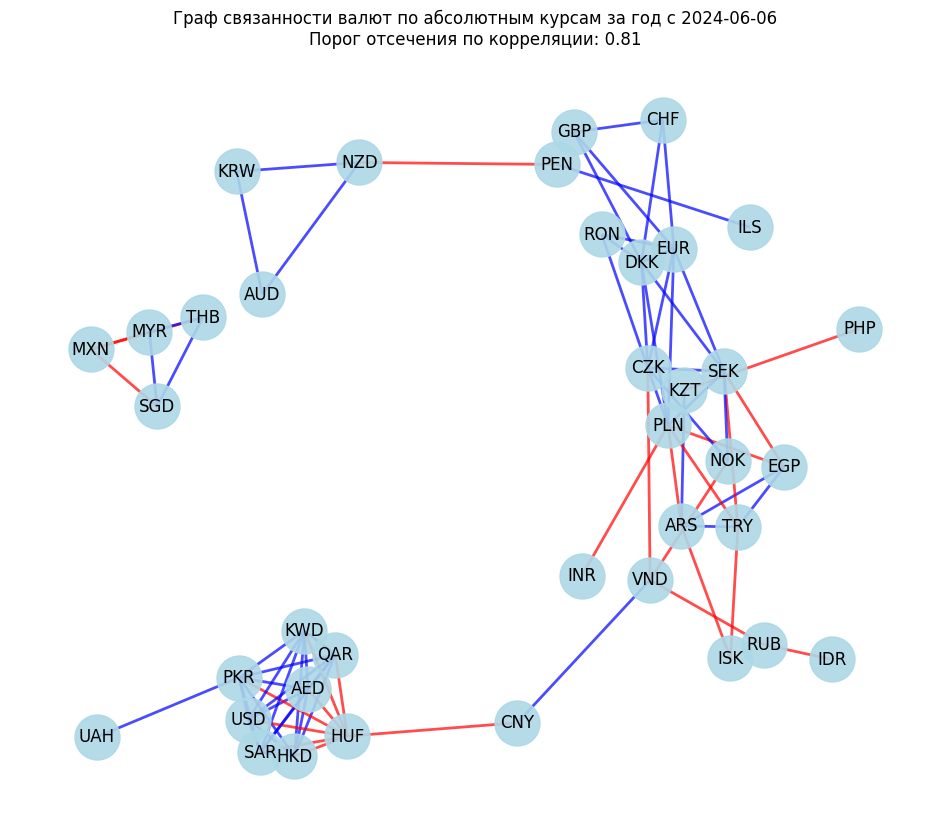 Граф связанности валют по абсолютным курсам за год с 2024-06-06
Порог отсечения по корреляции: 0.81
CHF
GBP
NZD
PEN
KRW
ILS
RON
EUR
DKK
AUD
THB
PHP
MYR
MXN
CZK
SEK
KZT
SGD
PLN
NOK
EGP
ARS
TRY
INR
VND
KWD
RUB
QAR
ISK
IDR
PKR
AED
USD
CNY
UAH
HUF
SAR
HKD